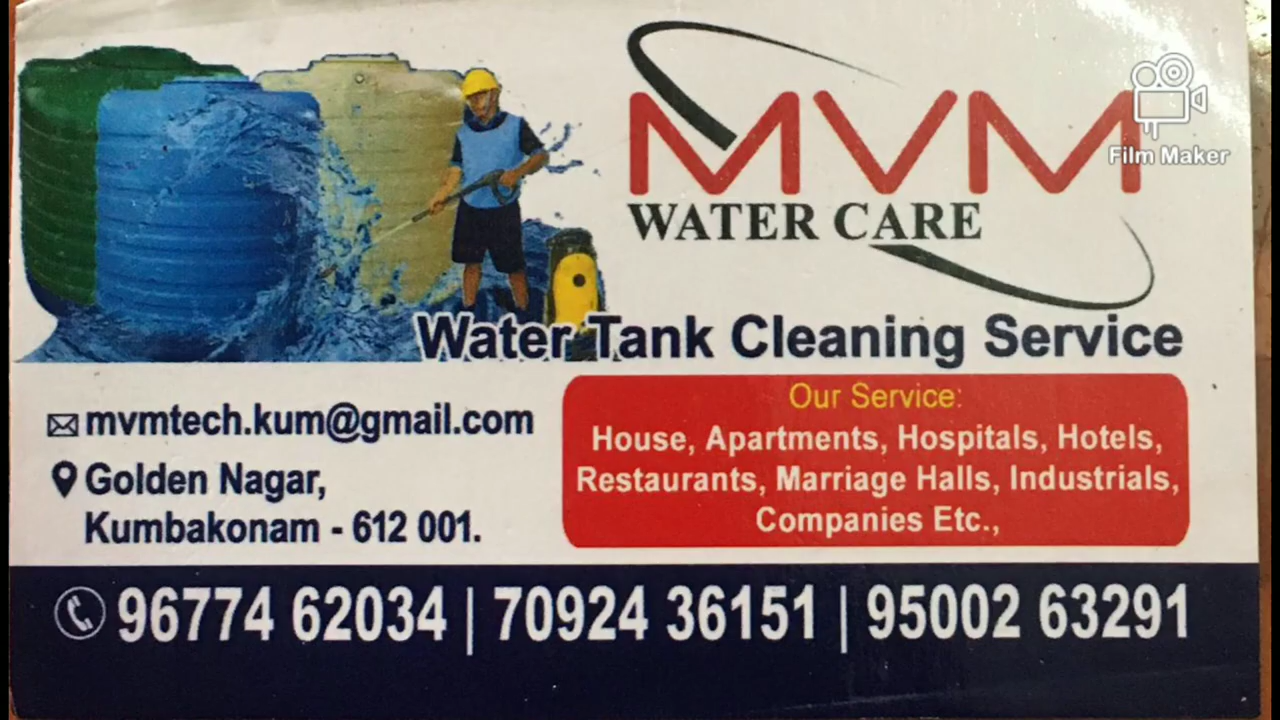 MVM
Film Maker
WATER CARE
Water Tank Cleaning Service
mvmtech.kum@gmail.com
Golden Nagar,
Kumbakonam - 612 001.
Our Service:
House, Apartments, Hospitals, Hotels,
Restaurants, Marriage Halls, Industrials,
Companies Etc.,
96774 62034 | 70924 36151 | 95002 63291